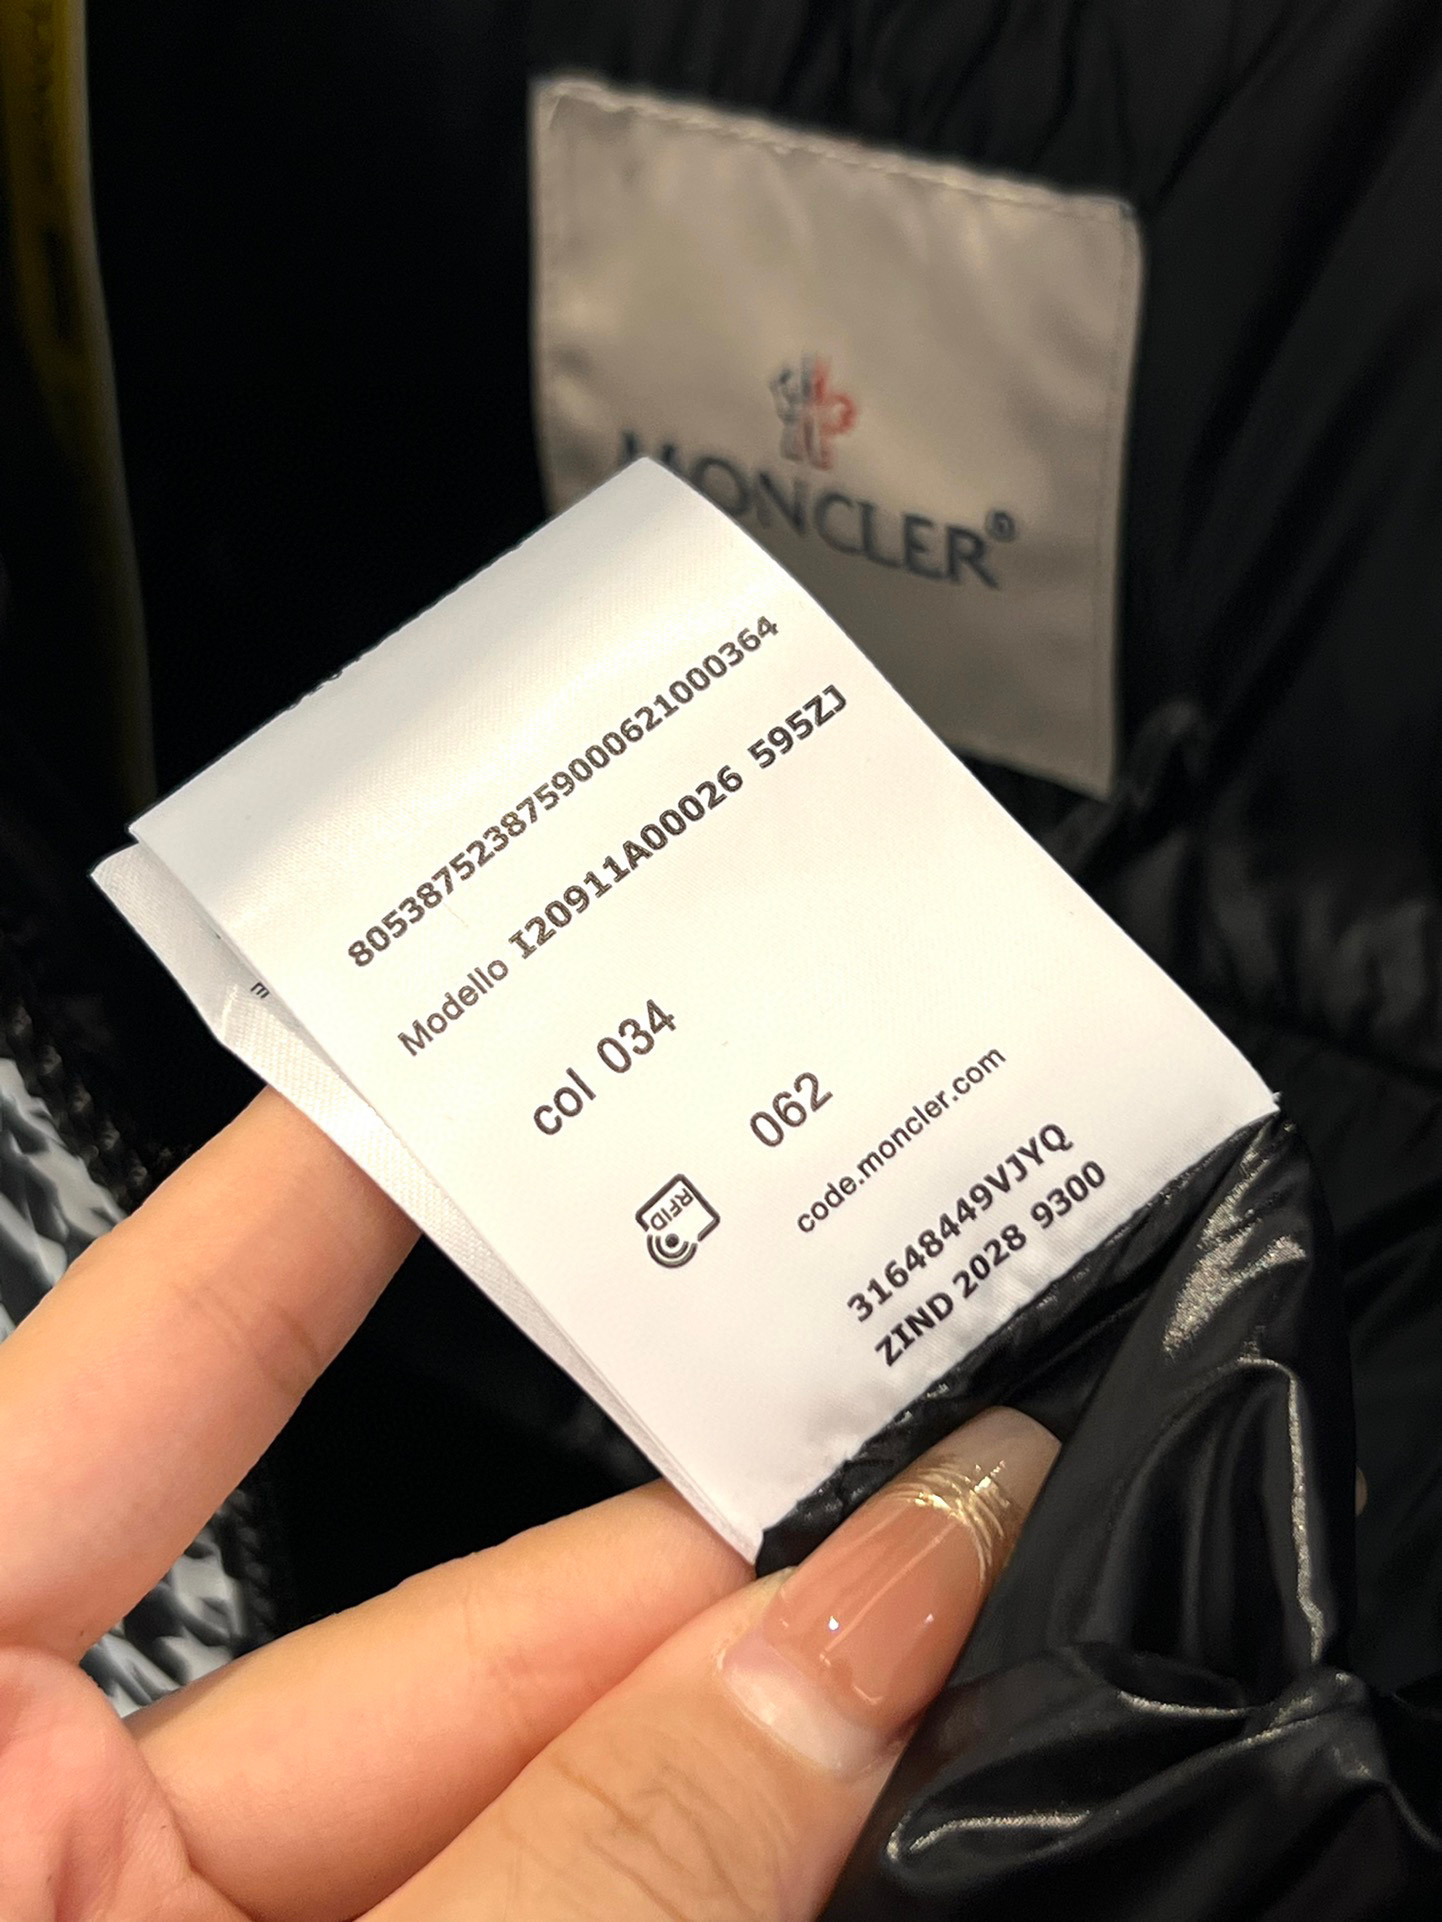 MONCLER®
8053875238759000621000364
Modello I20911A00026 595ZJ
col 034
062
RFID
code.moncler.com
31648449VJYQ
ZIND 2028 9300